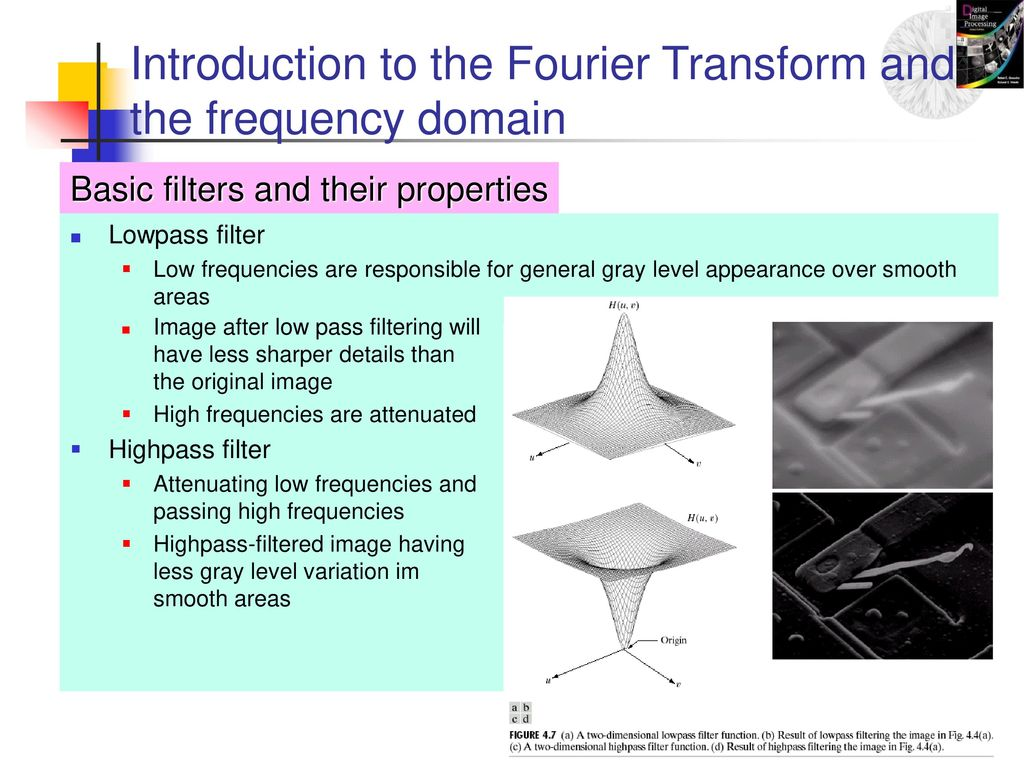 Digital
Image
Processing
Introduction to the Fourier Transform and
the frequency domain
Basic filters and their properties
Lowpass filter
Low frequencies are responsible for general gray level appearance over smooth
areas
Image after low pass filtering will
have less sharper details than
the original image
High frequencies are attenuated
Highpass filter
Attenuating low frequencies and
passing high frequencies
Highpass-filtered image having
less gray level variation im
smooth areas
H(u, v)
u
v
H(u, v)
Origin
u
v
a b
c d
FIGURE 4.7 (a) A two-dimensional lowpass filter function. (b) Result of lowpass filtering the image in Fig. 4.4(a).
(c) A two-dimensional highpass filter function. (d) Result of highpass filtering the image in Fig. 4.4(a).